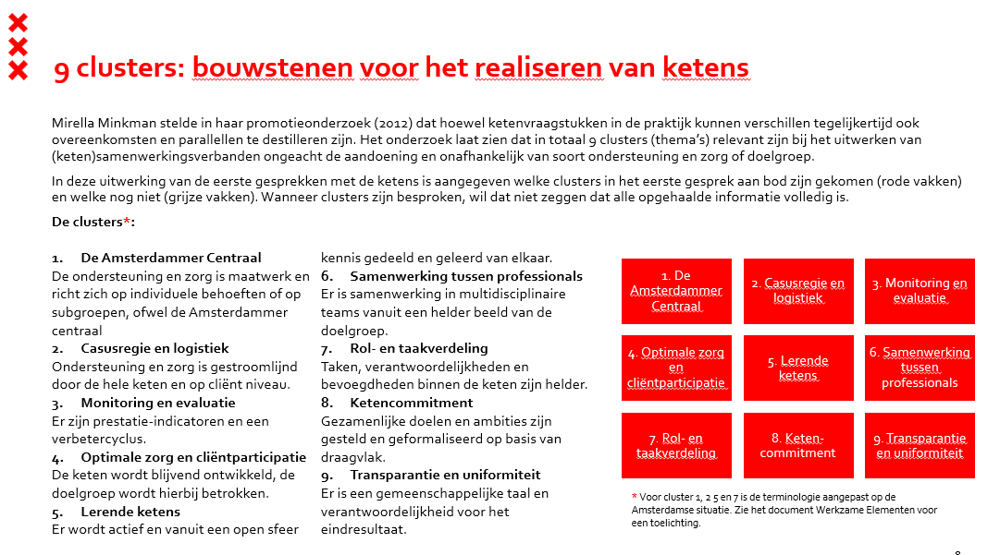 9 clusters: bouwstenen voor het realiseren van ketens
Mirella Minkman stelde in haar promotieonderzoek (2012) dat hoewel ketenvraagstukken in de praktijk kunnen verschillen tegelijkertijd ook
overeenkomsten en parallellen te destilleren zijn. Het onderzoek laat zien dat in totaal 9 clusters (thema’s) relevant zijn bij het uitwerken van
(keten)samenwerkingsverbanden ongeacht de aandoening en onafhankelijk van soort ondersteuning en zorg of doelgroep.
In deze uitwerking van de eerste gesprekken met de ketens is aangegeven welke clusters in het eerste gesprek aan bod zijn gekomen (rode vakken)
en welke nog niet (grijze vakken). Wanneer clusters zijn besproken, wil dat niet zeggen dat alle opgehaalde informatie volledig is.
De clusters*:
1. De Amsterdammer Centraal
De ondersteuning en zorg is maatwerk en
richt zich op individuele behoeften of op
subgroepen, ofwel de Amsterdammer
centraal
2. Casusregie en logistiek
Ondersteuning en zorg is gestroomlijnd
door de hele keten en op cliënt niveau.
3. Monitoring en evaluatie
Er zijn prestatie-indicatoren en een
verbetercyclus.
4. Optimale zorg en cliëntparticipatie
De keten wordt blijvend ontwikkeld, de
doelgroep wordt hierbij betrokken.
5. Lerende ketens
Er wordt actief en vanuit een open sfeer
kennis gedeeld en geleerd van elkaar.
6. Samenwerking tussen professionals
Er is samenwerking in multidisciplinaire
teams vanuit een helder beeld van de
doelgroep.
7. Rol- en taakverdeling
Taken, verantwoordelijkheden en
bevoegdheden binnen de keten zijn helder.
8. Ketencommitment
Gezamenlijke doelen en ambities zijn
gesteld en geformaliseerd op basis van
draagvlak.
9. Transparantie en uniformiteit
Er is een gemeenschappelijke taal en
verantwoordelijkheid voor het
eindresultaat.
1. De
Amsterdammer
Centraal
2. Casusregie en
logistiek
3. Monitoring en
evaluatie
4. Optimale zorg
en
cliëntparticipatie
5. Lerende
ketens
6. Samenwerking
tussen
professionals
7. Rol- en
taakverdeling
8. Keten-
commitment
9. Transparantie
en uniformiteit
* Voor cluster 1, 2 5 en 7 is de terminologie aangepast op de
Amsterdamse situatie. Zie het document Werkzame Elementen voor
een toelichting.